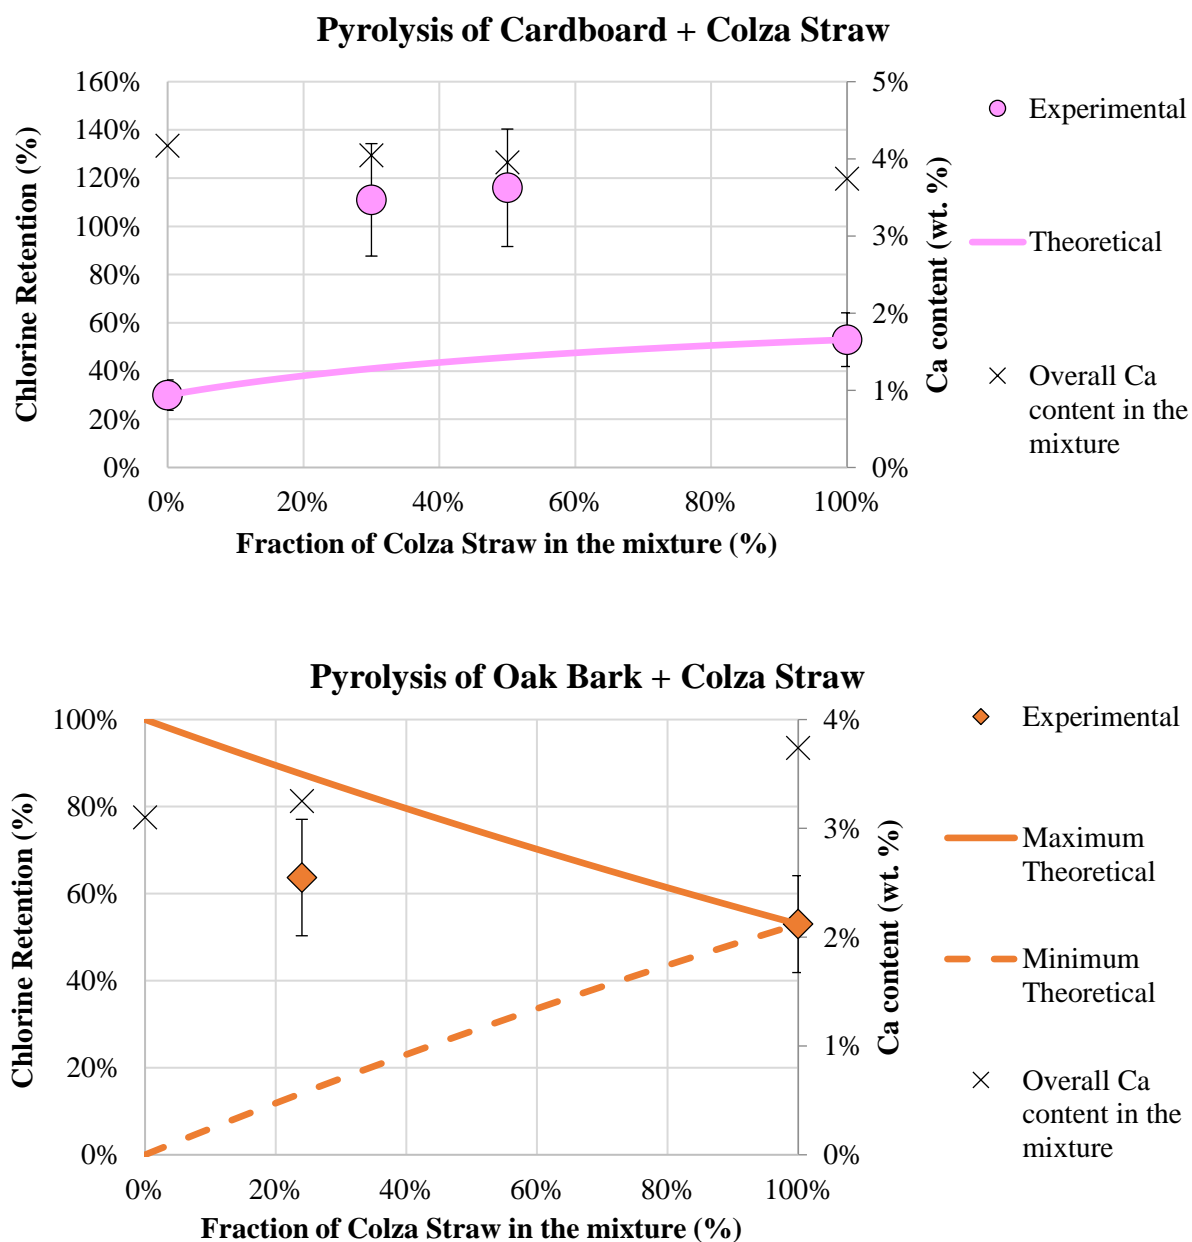 Pyrolysis of Cardboard + Colza Straw
160%
140%
120%
100%
80%
60%
40%
20%
0%
Chlorine Retention (%)
5%
4%
3%
2%
1%
0%
Ca content (wt. %)
0%
20%
40%
60%
80%
100%
Fraction of Colza Straw in the mixture (%)
Experimental
Theoretical
Overall Ca
content in the
mixture
Pyrolysis of Oak Bark + Colza Straw
100%
80%
60%
40%
20%
0%
Chlorine Retention (%)
4%
3%
2%
1%
0%
Ca content (wt. %)
0%
20%
40%
60%
80%
100%
Fraction of Colza Straw in the mixture (%)
Experimental
Maximum
Theoretical
Minimum
Theoretical
Overall Ca
content in the
mixture